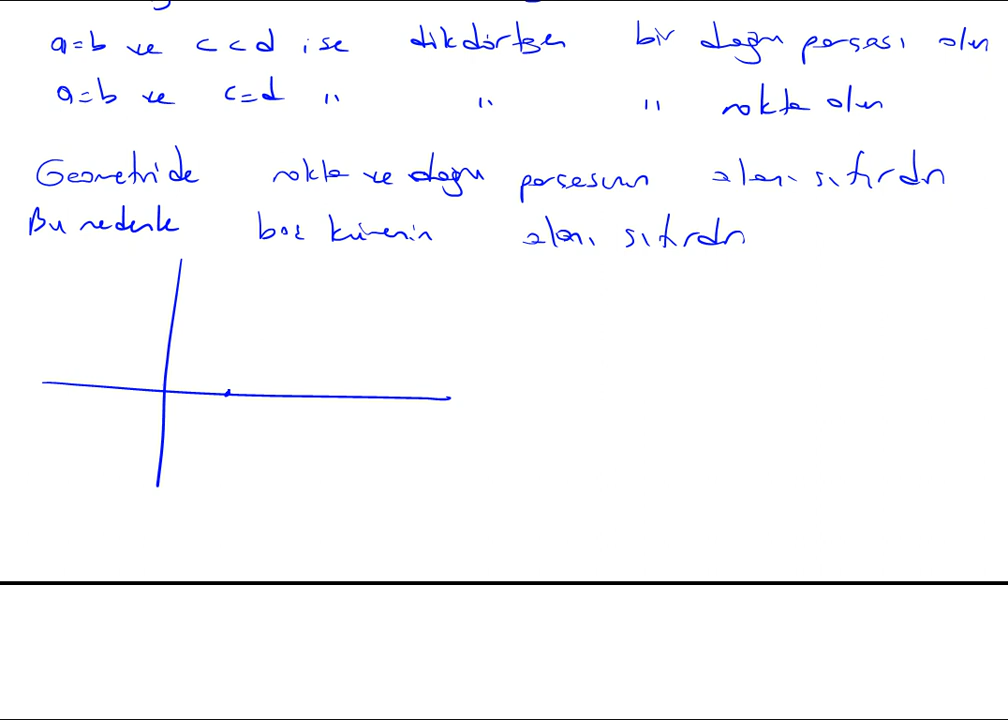 a=b ve c<d ise dikdörtgen bir doğru parçası olur
a=b ve c=d " " " nokta olur
Geometride nokta ve doğru parçasının alanı sıfırdır
Bu nedenle boş kümenin alanı sıfırdır